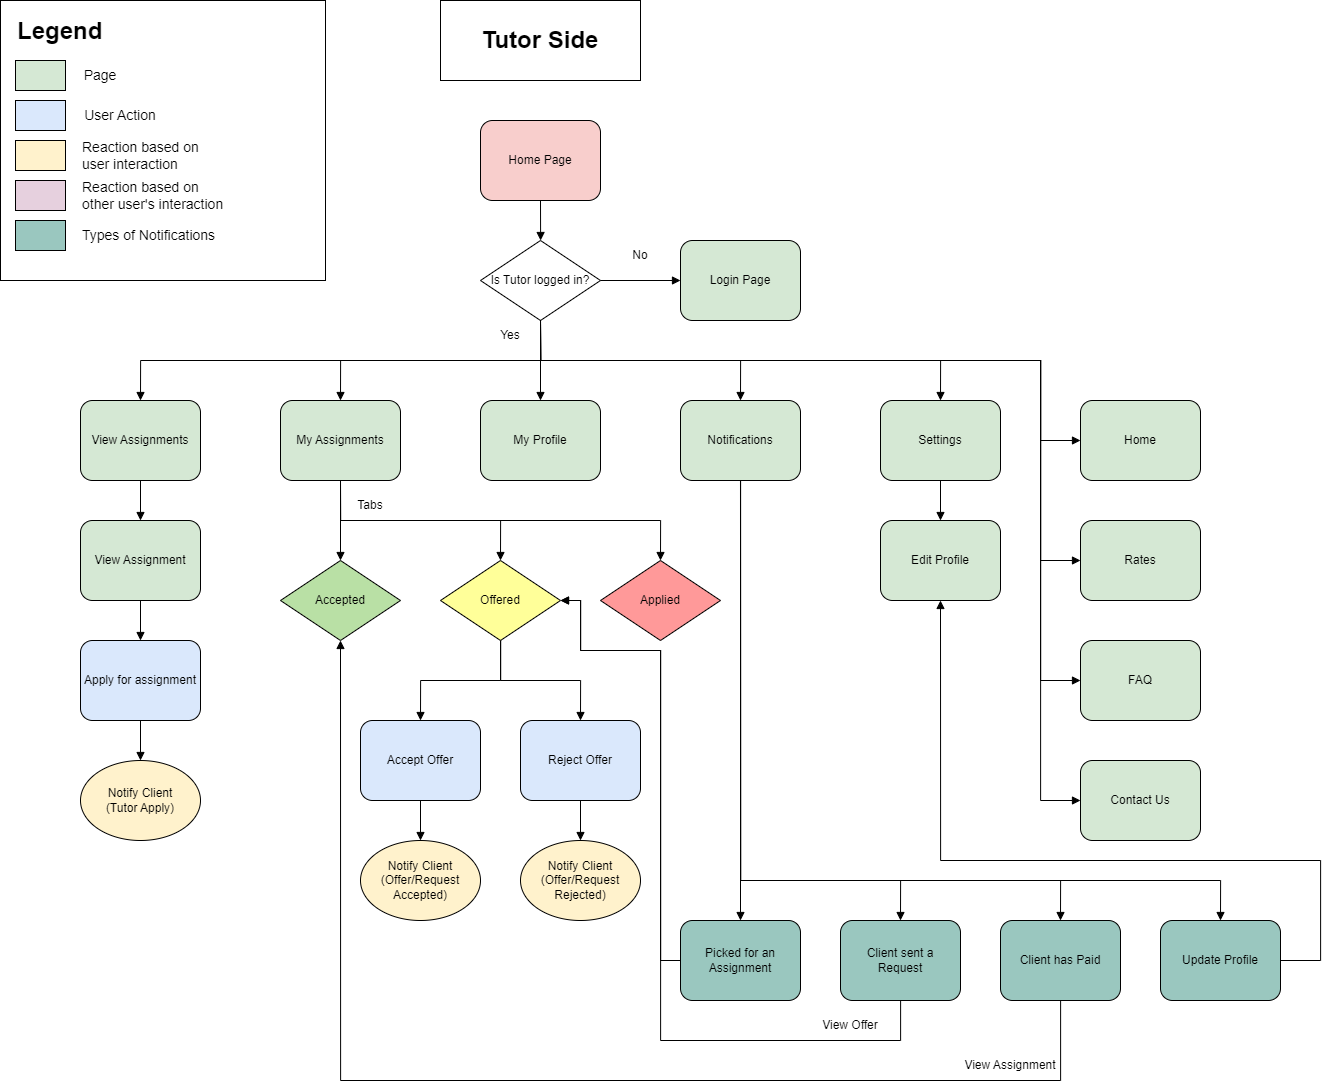 Legend
Page
User Action
Reaction based on
user interaction
Reaction based on
other user's interaction
Types of Notifications
Tutor Side
Home Page
Is Tutor logged in?
No
Login Page
Yes
View Assignments
My Assignments
My Profile
Notifications
Settings
Home
Tabs
View Assignment
Accepted
Offered
Applied
Edit Profile
Rates
Apply for assignment
FAQ
Accept Offer
Reject Offer
Notify Client
(Tutor Apply)
Contact Us
Notify Client
(Offer/Request
Accepted)
Notify Client
(Offer/Request
Rejected)
Picked for an
Assignment
Client sent a
Request
Client has Paid
Update Profile
View Offer
View Assignment